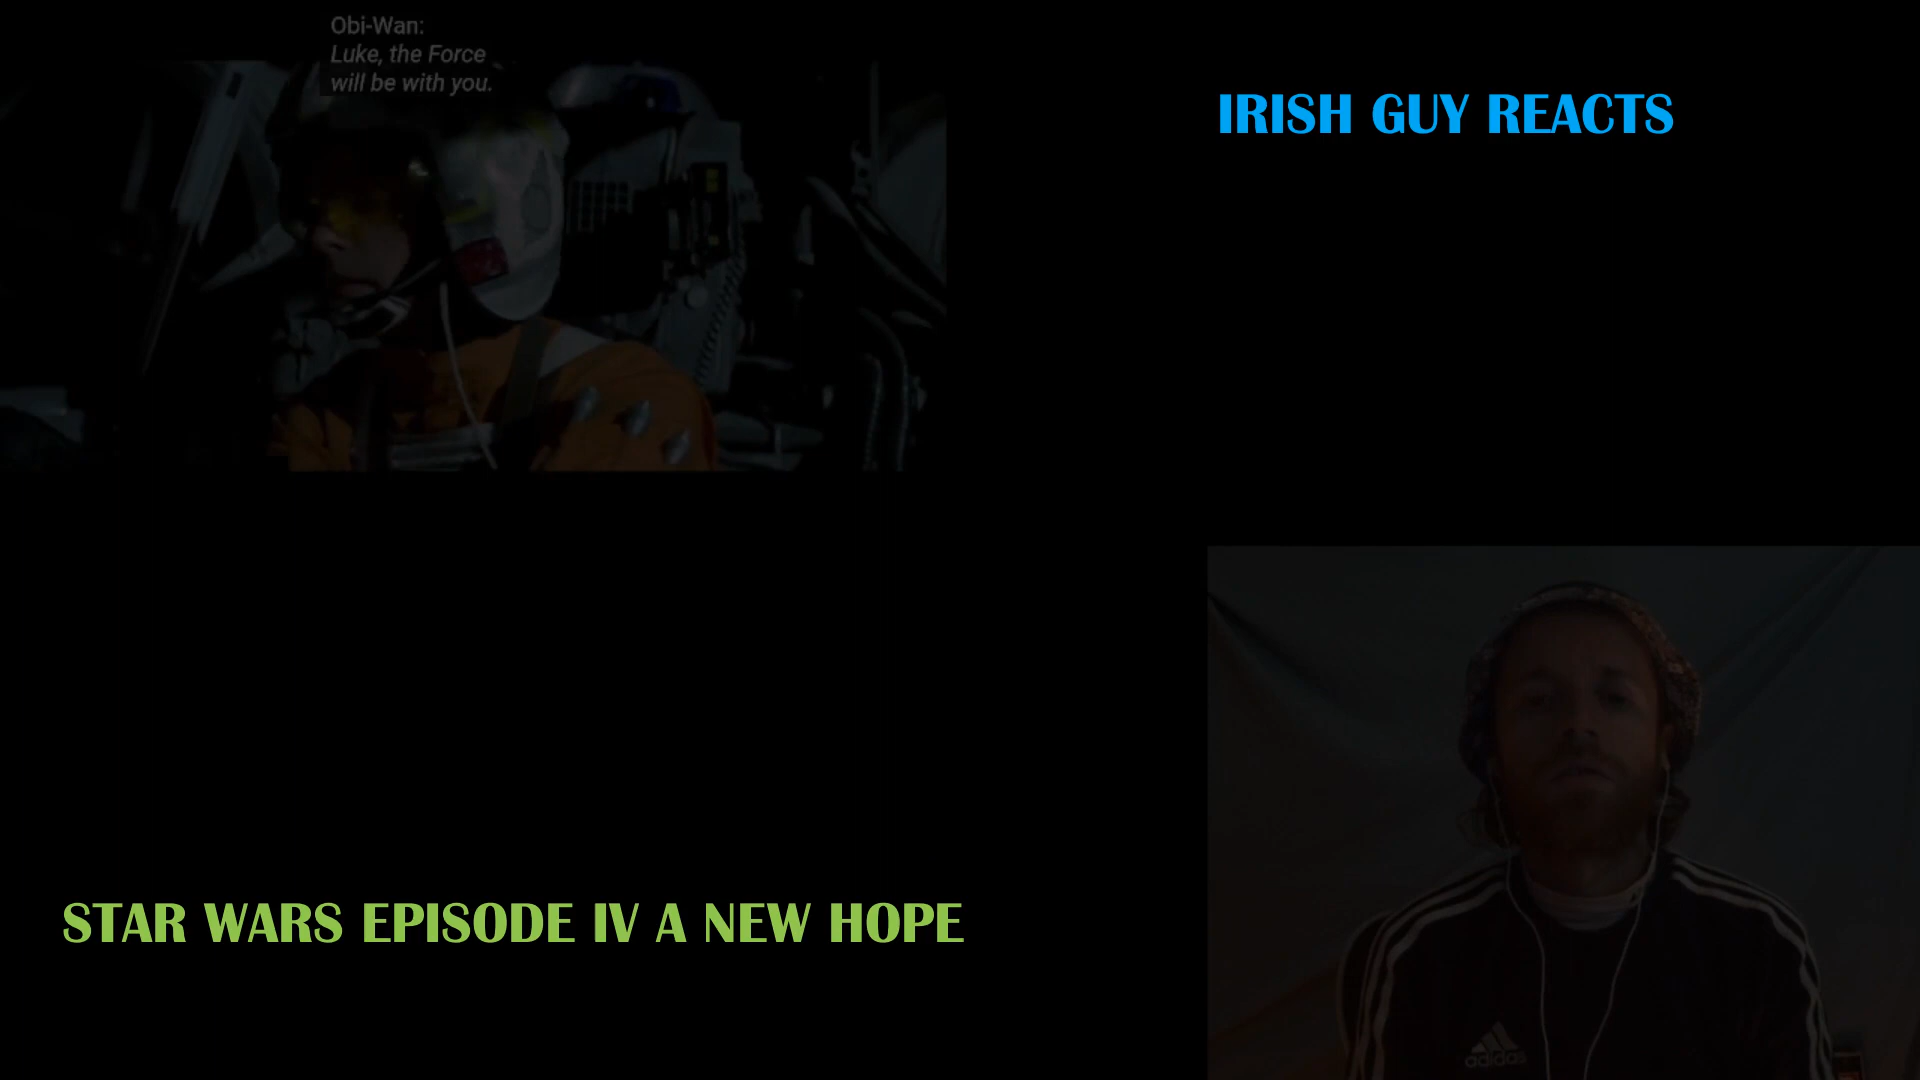 Obi-Wan:
Luke, the Force
will be with you.
IRISH GUY REACTS
STAR WARS EPISODE IV A NEW HOPE
adidas